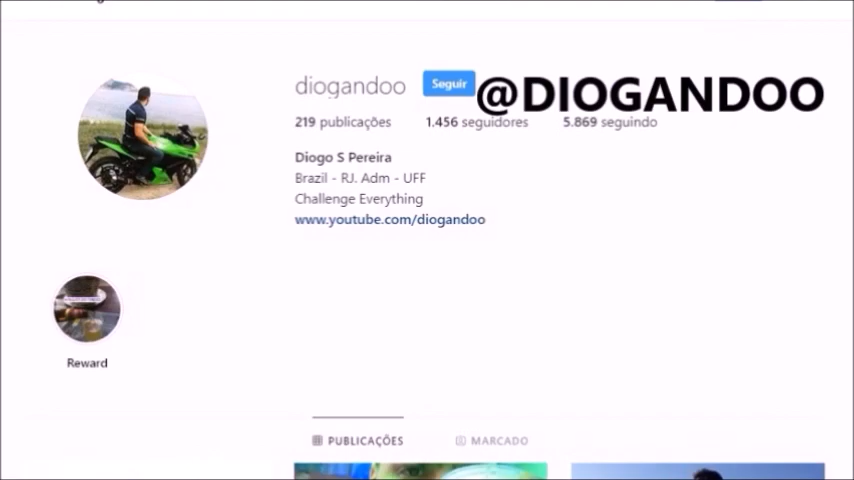 diogandoo Seguir @DIOGANDOO
219 publicações 1.456 seguidores 5.869 seguindo
Diogo S Pereira
Brazil - RJ. Adm - UFF
Challenge Everything
www.youtube.com/diogandoo
Reward
PUBLICAÇÕES MARCADO